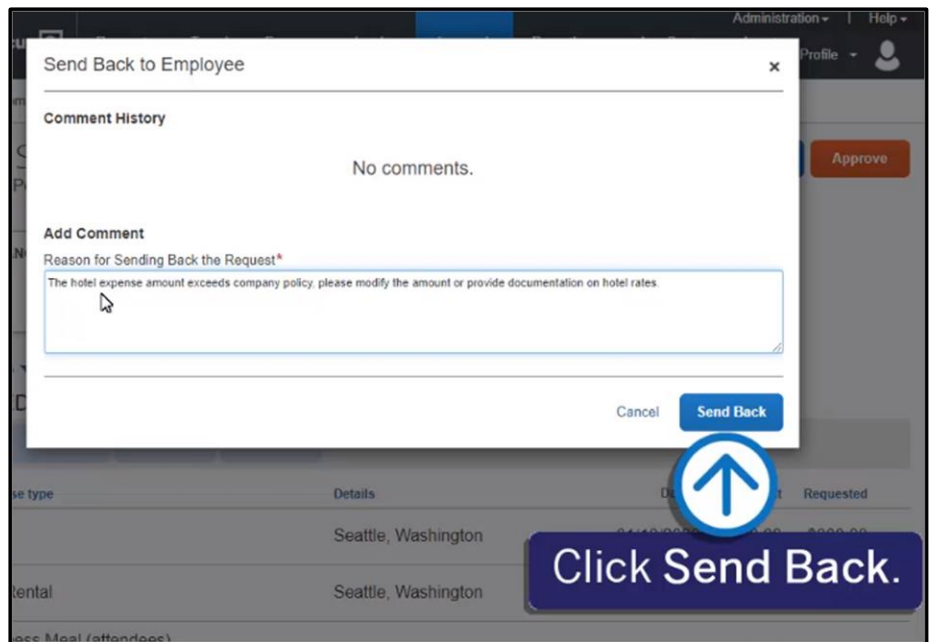 Administration | Help
Profile
Send Back to Employee
×
Comment History
No comments.
Approve
Add Comment
Reason for Sending Back the Request*
The hotel expense amount exceeds company policy, please modify the amount or provide documentation on hotel rates.
Cancel
Send Back
Details
Requested
Seattle, Washington
Click Send Back.
Seattle, Washington
Meal (attendees)